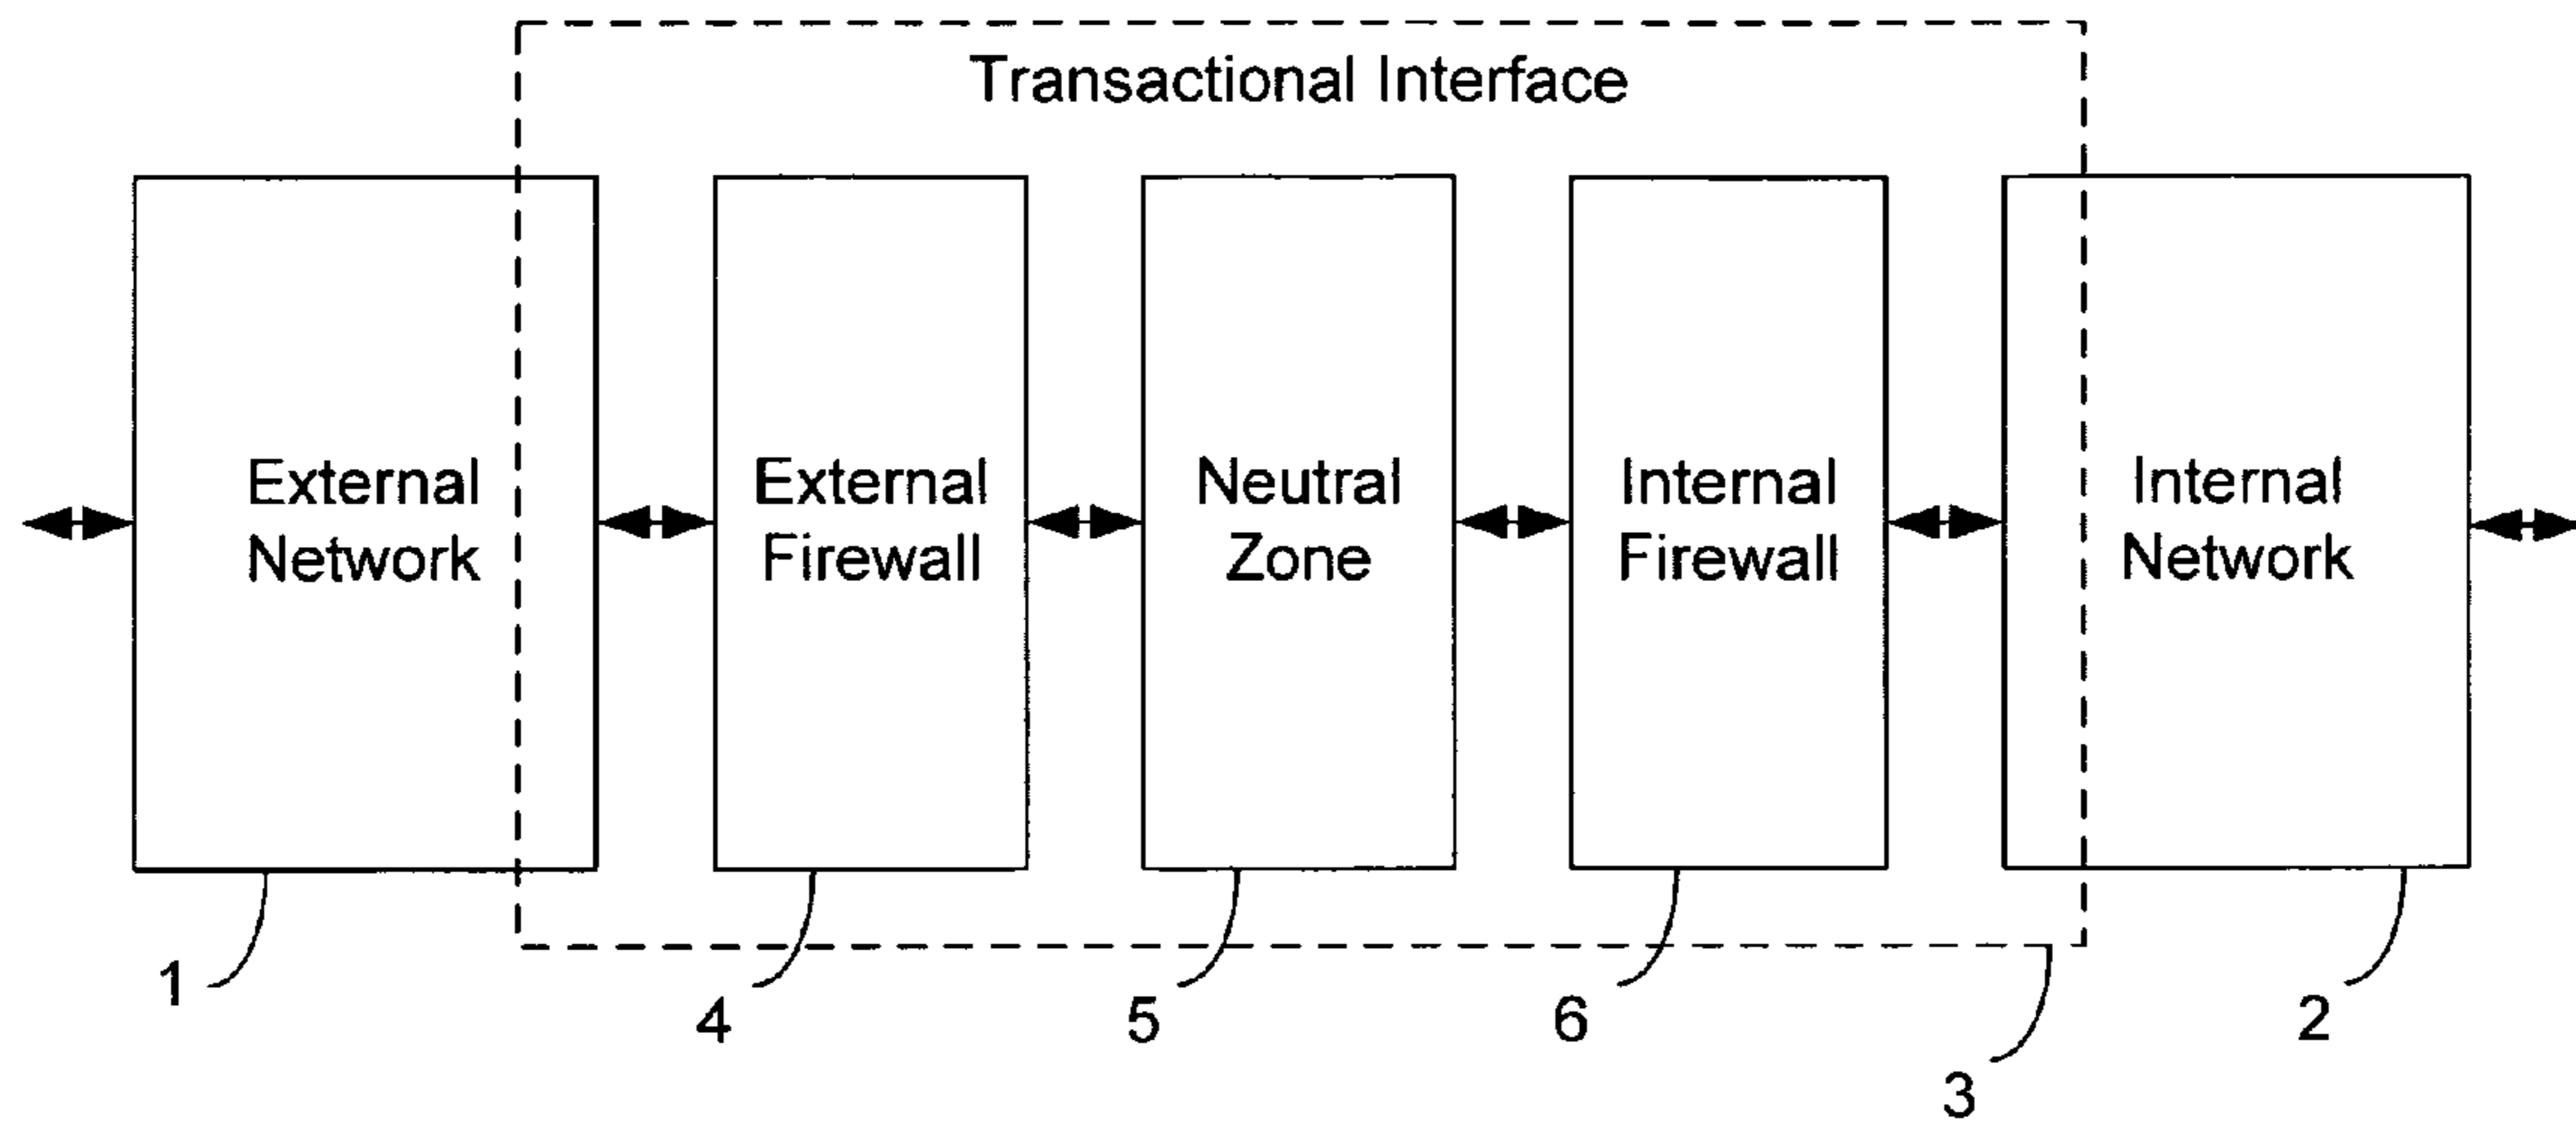 Transactional Interface
External
Network
External
Firewall
Neutral
Zone
Internal
Firewall
Internal
Network
1
4
5
6
3
2